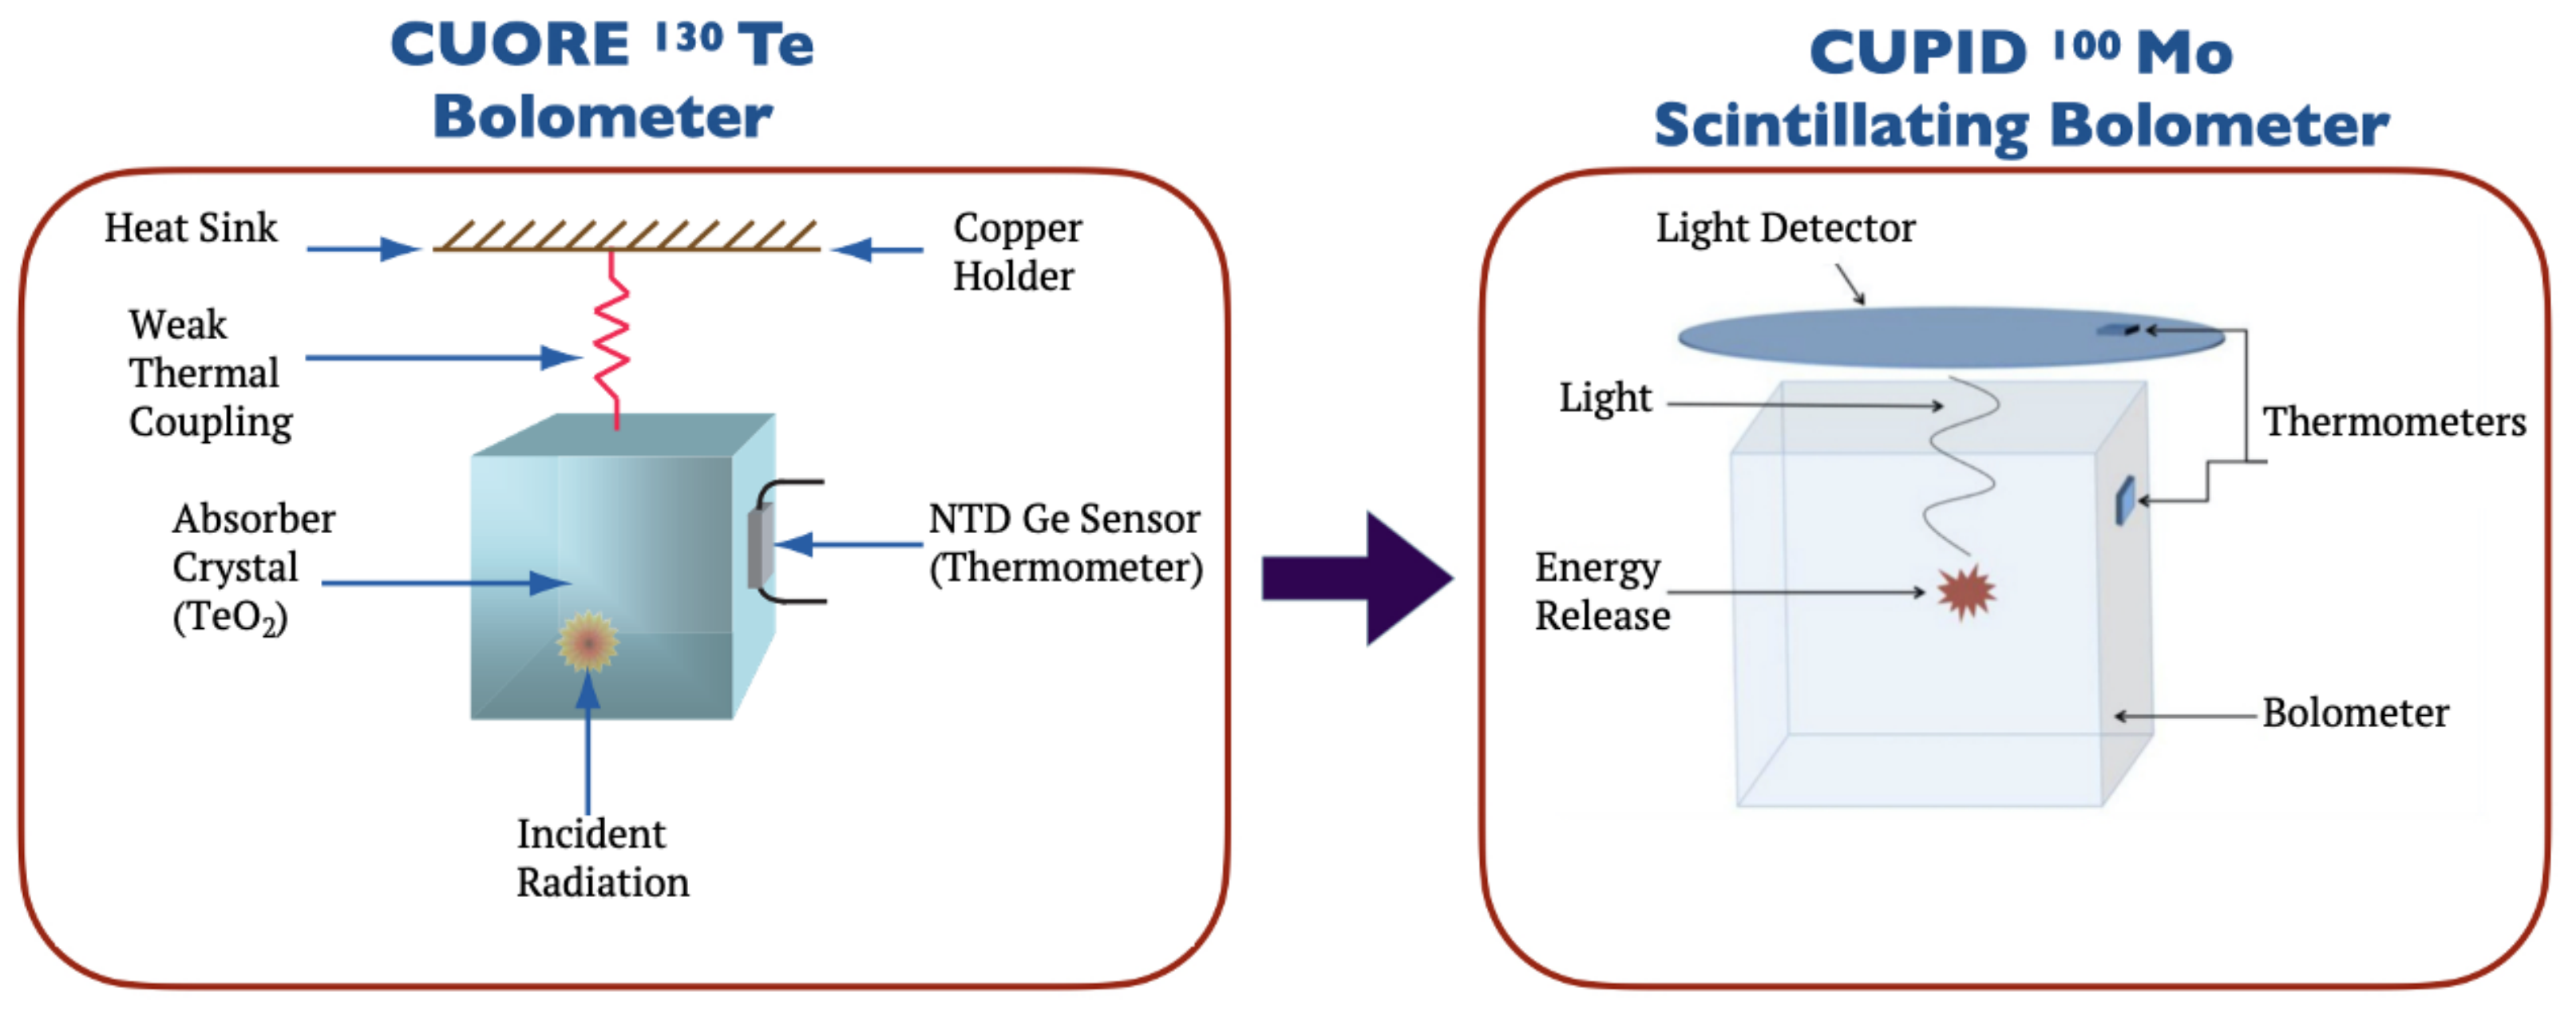 CUORE ¹³⁰ Te
Bolometer
Heat Sink
Copper
Holder
Weak
Thermal
Coupling
Absorber
Crystal
(TeO₂)
NTD Ge Sensor
(Thermometer)
Incident
Radiation
CUPID ¹⁰⁰ Mo
Scintillating Bolometer
Light Detector
Light
Thermometers
Energy
Release
Bolometer